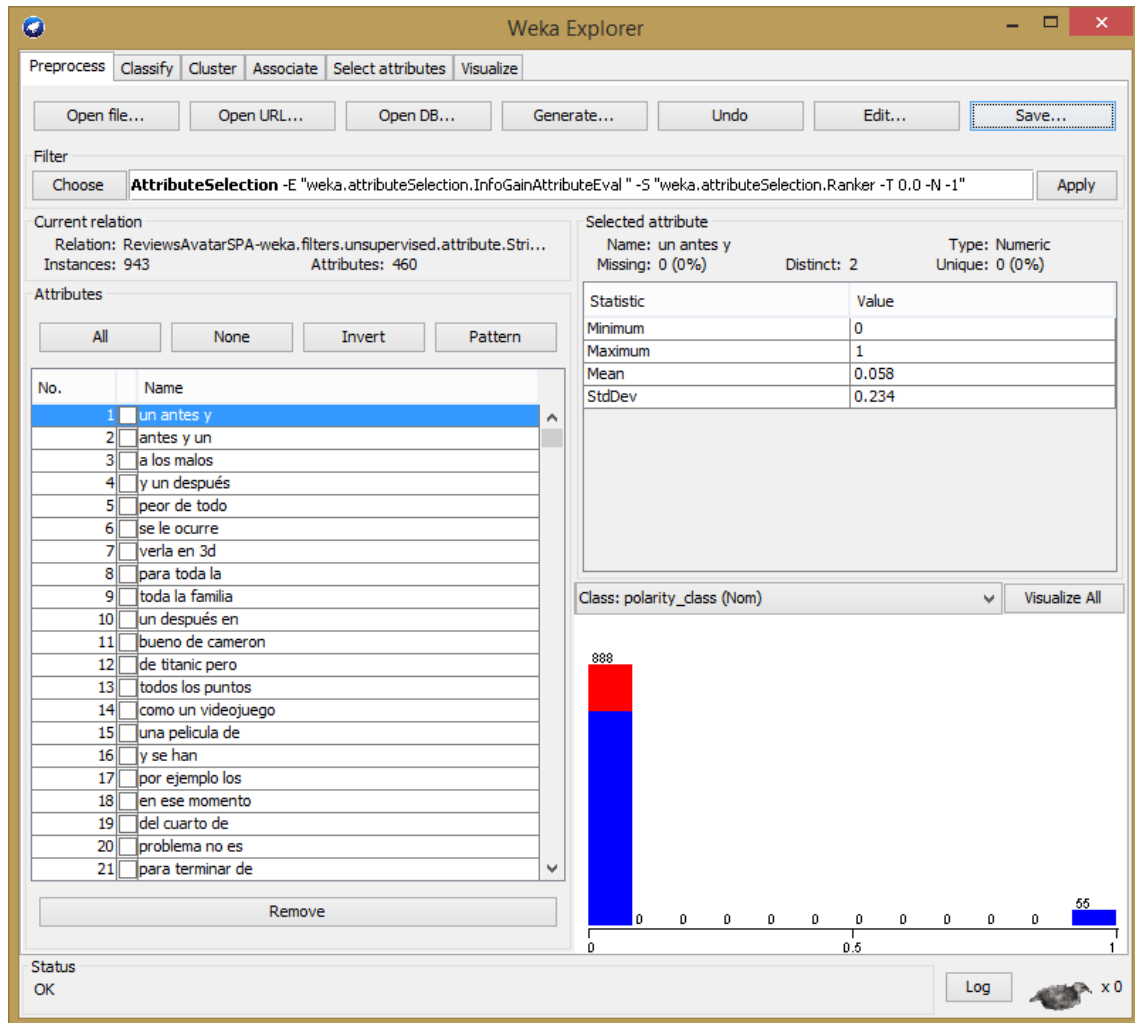 Weka Explorer
Preprocess Classify Cluster Associate Select attributes Visualize
Open file... Open URL... Open DB... Generate... Undo Edit... Save...
Filter
Choose AttributeSelection -E "weka.attributeSelection.InfoGainAttributeEval " -S "weka.attributeSelection.Ranker -T 0.0 -N -1" Apply
Current relation
Relation: ReviewsAvatarSPA-weka.filters.unsupervised.attribute.Stri...
Instances: 943 Attributes: 460
Attributes
All None Invert Pattern
No. Name
1 un antes y
2 antes y un
3 a los malos
4 y un después
5 peor de todo
6 se le ocurre
7 verla en 3d
8 para toda la
9 toda la familia
10 un después en
11 bueno de cameron
12 de titanic pero
13 todos los puntos
14 como un videojuego
15 una pelicula de
16 y se han
17 por ejemplo los
18 en ese momento
19 del cuarto de
20 problema no es
21 para terminar de
Remove
Selected attribute
Name: un antes y Type: Numeric
Missing: 0 (0%) Distinct: 2 Unique: 0 (0%)
Statistic Value
Minimum 0
Maximum 1
Mean 0.058
StdDev 0.234
Class: polarity_class (Nom) Visualize All
888
0 0 0 0 0 0 0 0 0 0 55
0 0.5 1
Status
OK
Log x 0